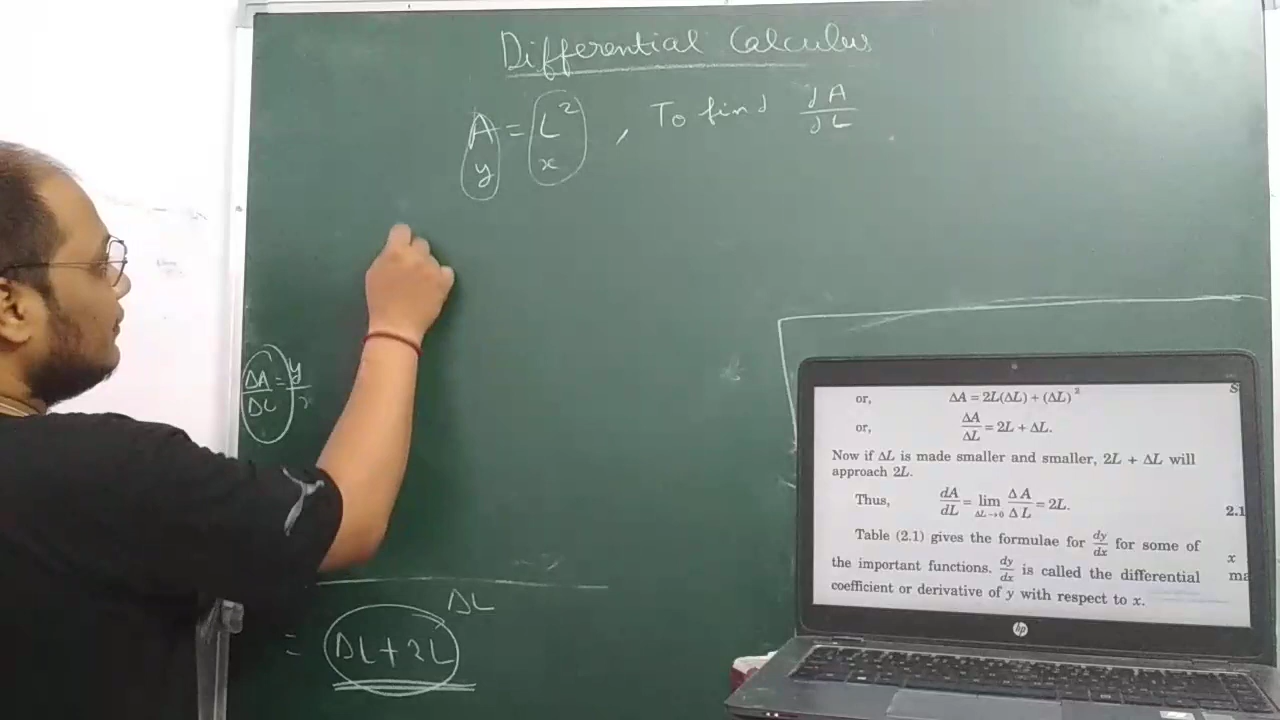 Differential Calculus
A = L² , To find dA/dL
y x
ΔA/ΔL = y/
ΔL
= ΔL + 2L
or, ΔA = 2L(ΔL) + (ΔL)²
or, ΔA/ΔL = 2L + ΔL.
Now if ΔL is made smaller and smaller, 2L + ΔL will
approach 2L.
Thus, dA/dL = lim ΔL→0 ΔA/ΔL = 2L. 2.1
Table (2.1) gives the formulae for dy/dx for some of
the important functions. dy/dx is called the differential
coefficient or derivative of y with respect to x.
S
x
hp